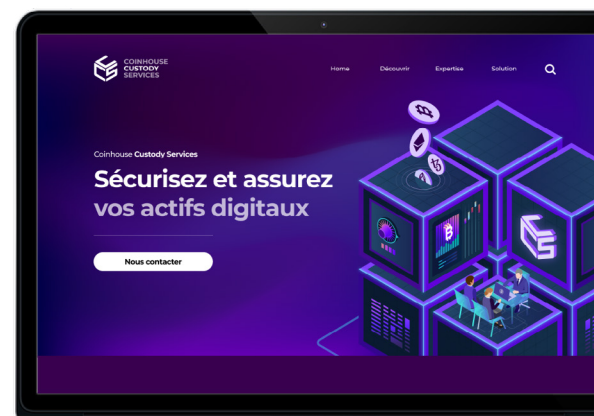 COINHOUSE
CUSTODY
SERVICES
Home Découvrir Expertise Solution
Coinhouse Custody Services
Sécurisez et assurez
vos actifs digitaux
Nous contacter